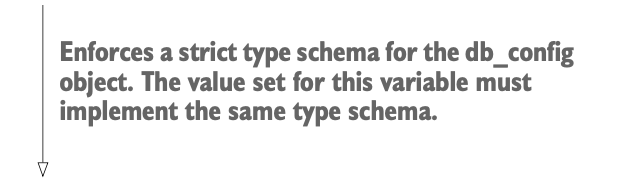 Enforces a strict type schema for the db_config
object. The value set for this variable must
implement the same type schema.